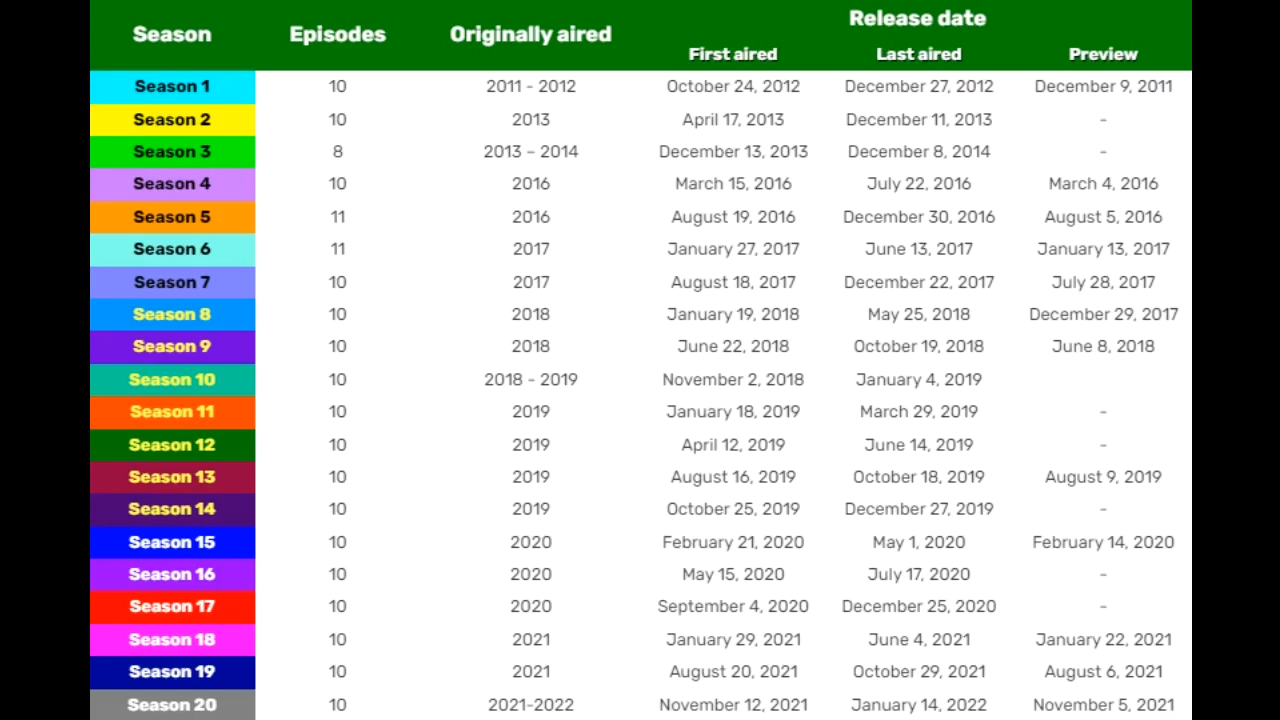 Season Episodes Originally aired Release date
First aired Last aired Preview
Season 1 10 2011 - 2012 October 24, 2012 December 27, 2012 December 9, 2011
Season 2 10 2013 April 17, 2013 December 11, 2013 -
Season 3 8 2013 – 2014 December 13, 2013 December 8, 2014 -
Season 4 10 2016 March 15, 2016 July 22, 2016 March 4, 2016
Season 5 11 2016 August 19, 2016 December 30, 2016 August 5, 2016
Season 6 11 2017 January 27, 2017 June 13, 2017 January 13, 2017
Season 7 10 2017 August 18, 2017 December 22, 2017 July 28, 2017
Season 8 10 2018 January 19, 2018 May 25, 2018 December 29, 2017
Season 9 10 2018 June 22, 2018 October 19, 2018 June 8, 2018
Season 10 10 2018 - 2019 November 2, 2018 January 4, 2019
Season 11 10 2019 January 18, 2019 March 29, 2019 -
Season 12 10 2019 April 12, 2019 June 14, 2019 -
Season 13 10 2019 August 16, 2019 October 18, 2019 August 9, 2019
Season 14 10 2019 October 25, 2019 December 27, 2019 -
Season 15 10 2020 February 21, 2020 May 1, 2020 February 14, 2020
Season 16 10 2020 May 15, 2020 July 17, 2020 -
Season 17 10 2020 September 4, 2020 December 25, 2020 -
Season 18 10 2021 January 29, 2021 June 4, 2021 January 22, 2021
Season 19 10 2021 August 20, 2021 October 29, 2021 August 6, 2021
Season 20 10 2021-2022 November 12, 2021 January 14, 2022 November 5, 2021